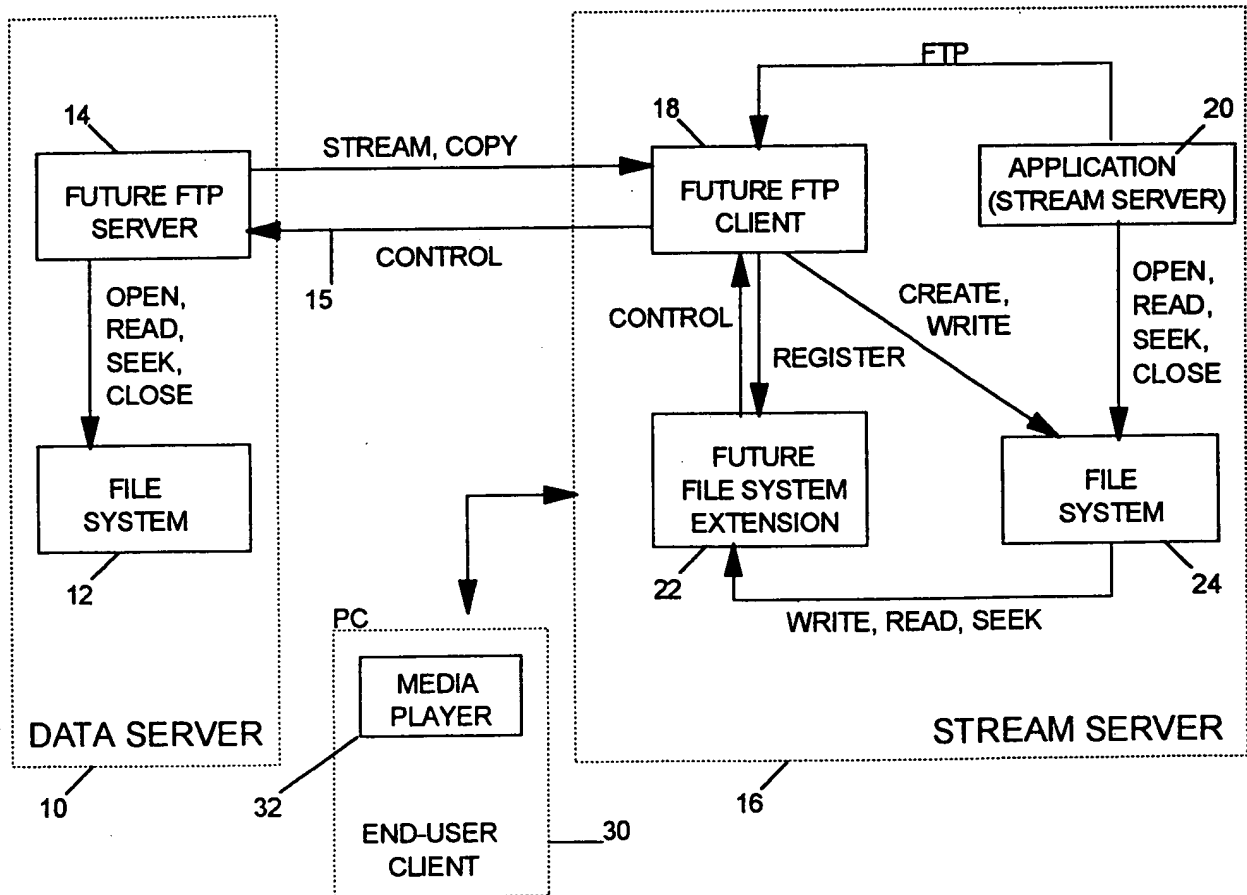 FTP
14
18
20
STREAM, COPY
FUTURE FTP
SERVER
FUTURE FTP
CLIENT
APPLICATION
(STREAM SERVER)
CONTROL
15
OPEN,
READ,
SEEK,
CLOSE
CONTROL
REGISTER
CREATE,
WRITE
OPEN,
READ,
SEEK,
CLOSE
FILE
SYSTEM
FUTURE
FILE SYSTEM
EXTENSION
FILE
SYSTEM
12
22
24
WRITE, READ, SEEK
PC
MEDIA
PLAYER
DATA SERVER
STREAM SERVER
10
32
16
END-USER
CLIENT
30